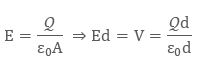 E = Q/ε₀A ⇒ Ed = V = Qd/ε₀d